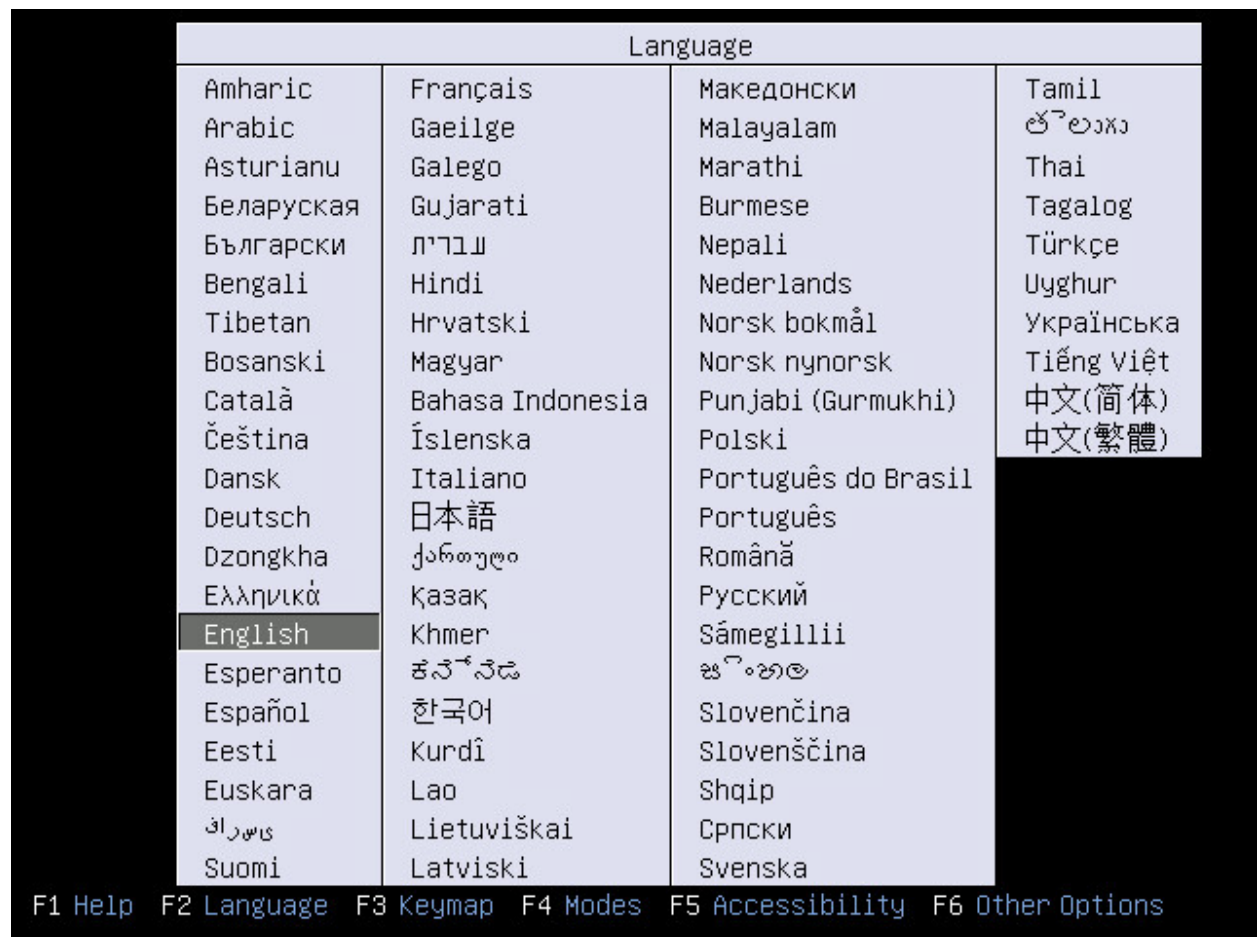 Language
Amharic
Arabic
Asturianu
Беларуская
Български
Bengali
Tibetan
Bosanski
Català
Čeština
Dansk
Deutsch
Dzongkha
Ελληνικά
English
Esperanto
Español
Eesti
Euskara
فارسی
Suomi
Français
Gaeilge
Galego
Gujarati
עברית
Hindi
Hrvatski
Magyar
Bahasa Indonesia
Íslenska
Italiano
日本語
ქართული
Қазақ
Khmer
ಕನ್ನಡ
한국어
Kurdî
Lao
Lietuviškai
Latviski
Македонски
Malayalam
Marathi
Burmese
Nepali
Nederlands
Norsk bokmål
Norsk nynorsk
Punjabi (Gurmukhi)
Polski
Português do Brasil
Português
Română
Русский
Sámegillii
සිංහල
Slovenčina
Slovenščina
Shqip
Српски
Svenska
Tamil
తెలుగు
Thai
Tagalog
Türkçe
Uyghur
Українська
Tiếng Việt
中文(简体)
中文(繁體)
F1 Help F2 Language F3 Keymap F4 Modes F5 Accessibility F6 Other Options